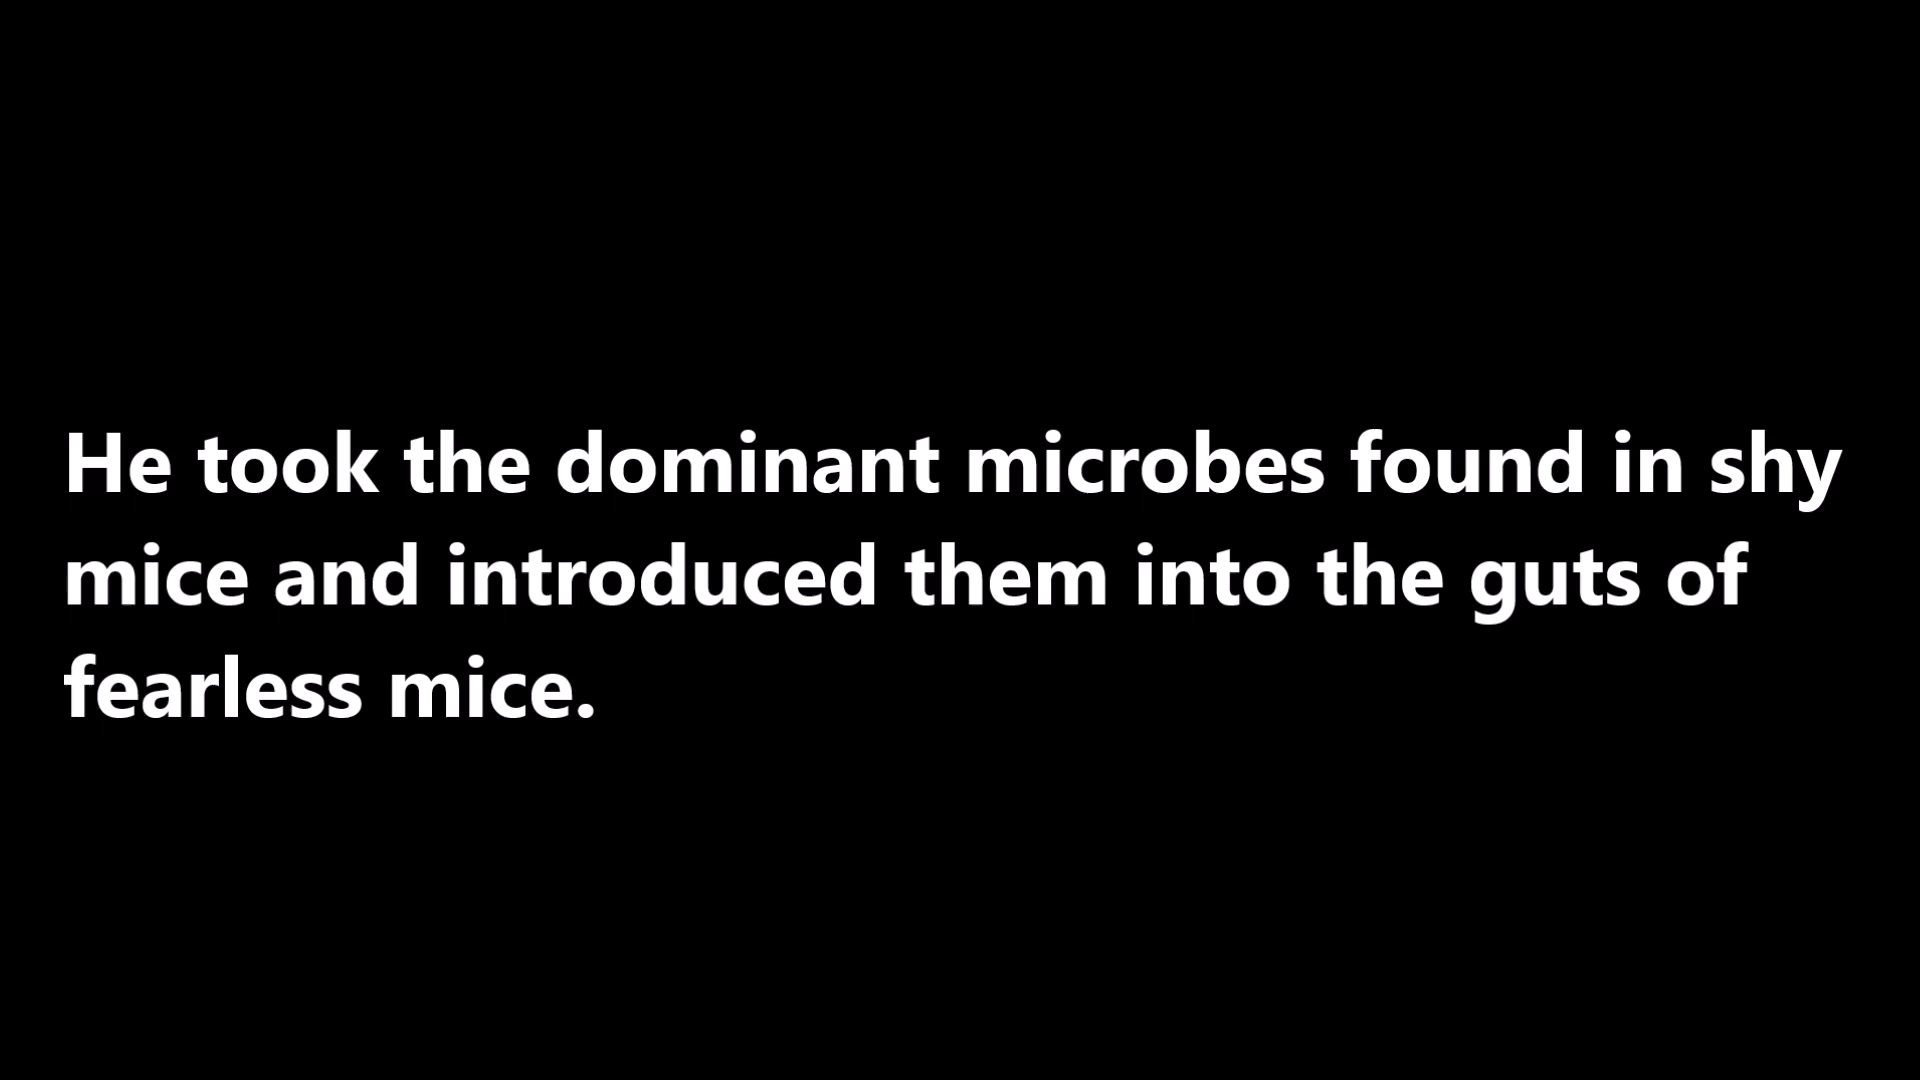 He took the dominant microbes found in shy
mice and introduced them into the guts of
fearless mice.